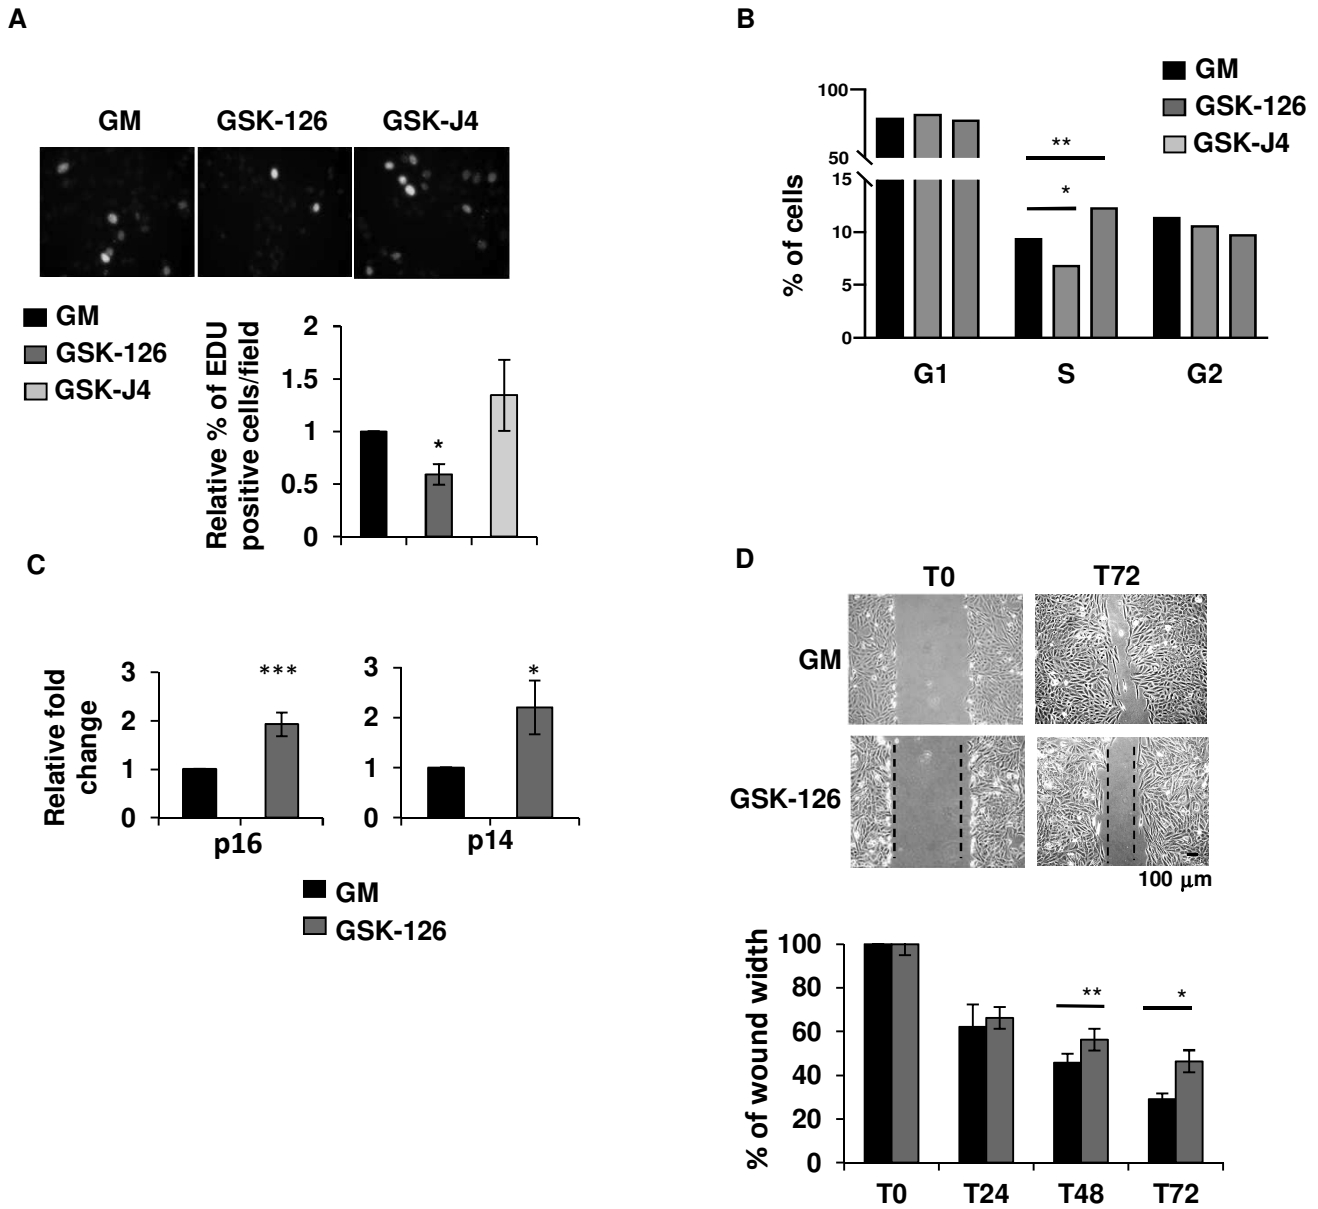 A
GM GSK-126 GSK-J4
GM
GSK-126
GSK-J4
Relative % of EDU
positive cells/field
2
1.5
1
0.5
0
*
B
GM
GSK-126
GSK-J4
% of cells
100
50
15
10
5
0
**
*
G1 S G2
C
Relative fold
change
3
2
1
0
***
p16
3
2
1
0
*
p14
GM
GSK-126
D
T0 T72
GM
GSK-126
100 μm
% of wound width
100
80
60
40
20
0
**
*
T0 T24 T48 T72